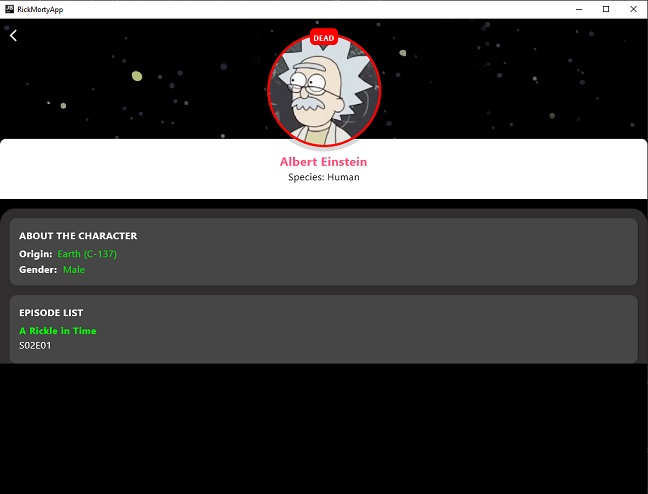 RickMortyApp
DEAD
Albert Einstein
Species: Human
ABOUT THE CHARACTER
Origin: Earth (C-137)
Gender: Male
EPISODE LIST
A Rickle in Time
S02E01